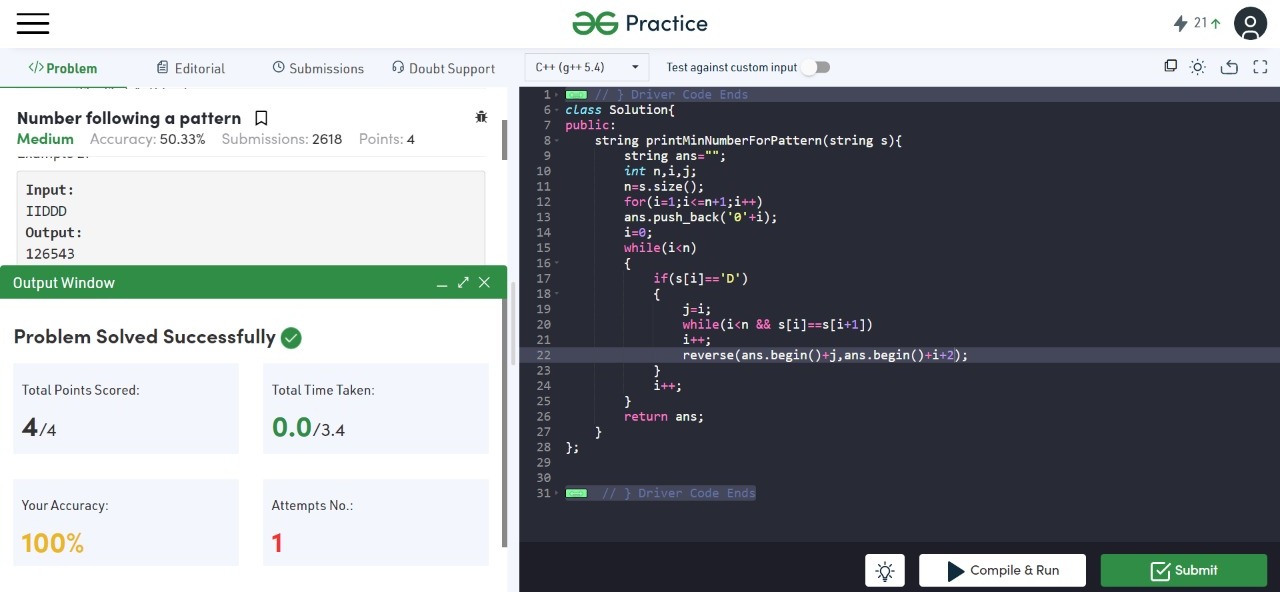 Practice
21
Problem
Editorial
Submissions
Doubt Support
C++ (g++ 5.4)
Test against custom input
Number following a pattern
Medium Accuracy: 50.33% Submissions: 2618 Points: 4
Input:
IIDDD
Output:
126543
Output Window
Problem Solved Successfully
Total Points Scored:
4/4
Total Time Taken:
0.0/3.4
Your Accuracy:
100%
Attempts No.:
1
1 // } Driver Code Ends
6 class Solution{
7 public:
8 string printMinNumberForPattern(string s){
9 string ans="";
10 int n,i,j;
11 n=s.size();
12 for(i=1;i<=n+1;i++)
13 ans.push_back('0'+i);
14 i=0;
15 while(i<n)
16 {
17 if(s[i]=='D')
18 {
19 j=i;
20 while(i<n && s[i]==s[i+1])
21 i++;
22 reverse(ans.begin()+j,ans.begin()+i+2);
23 }
24 i++;
25 }
26 return ans;
27 }
28 };
29
30
31 // } Driver Code Ends
Compile & Run
Submit